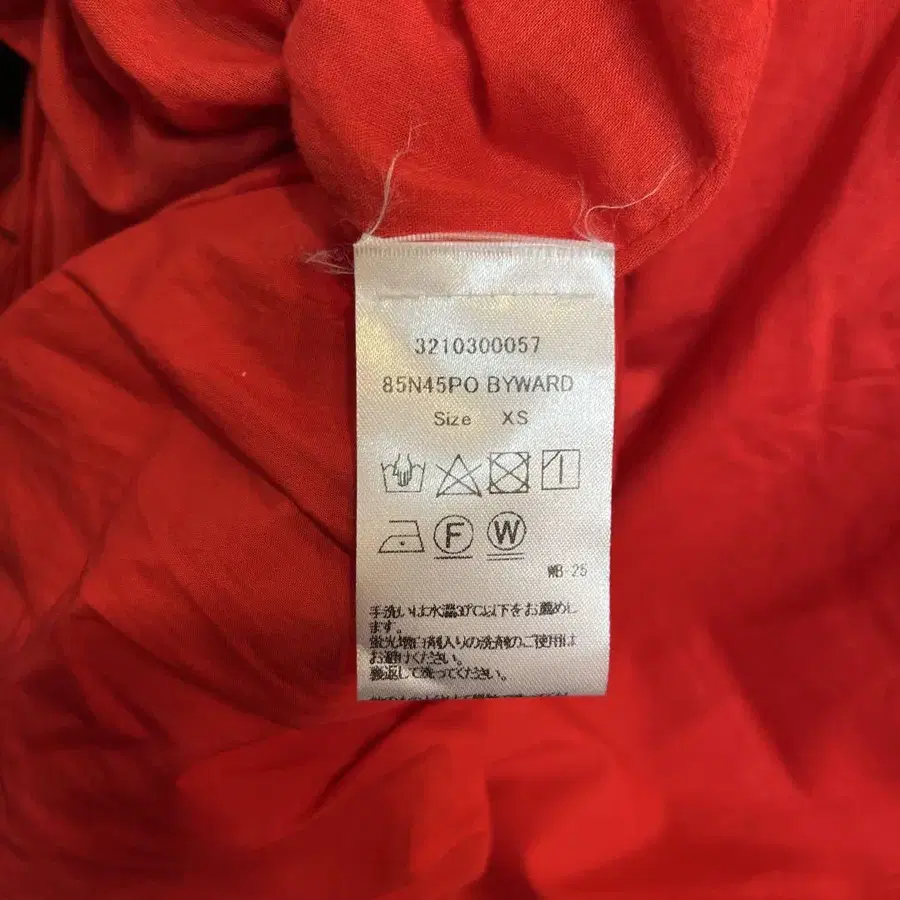 3210300057
85N45PO BYWARD
Size XS
F W
WB-25
手洗いは水温30℃以下をお薦めし
ます。
蛍光増白剤入りの洗剤のご使用は
お避けください。
裏返して洗ってください。